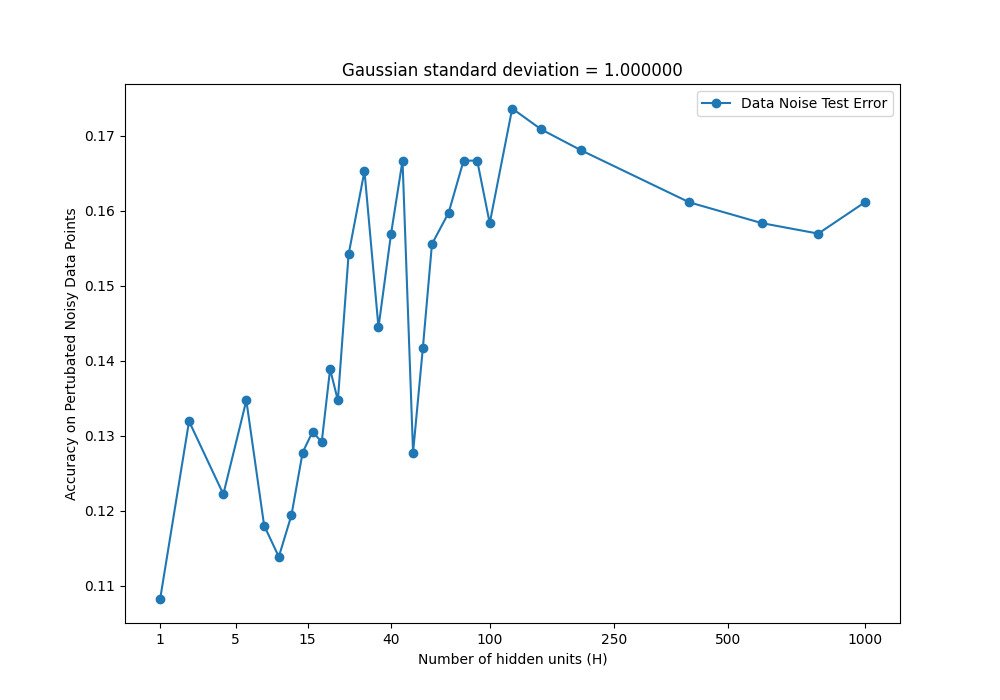 Gaussian standard deviation = 1.000000
Data Noise Test Error
Accuracy on Pertubated Noisy Data Points
0.17
0.16
0.15
0.14
0.13
0.12
0.11
1 5 15 40 100 250 500 1000
Number of hidden units (H)